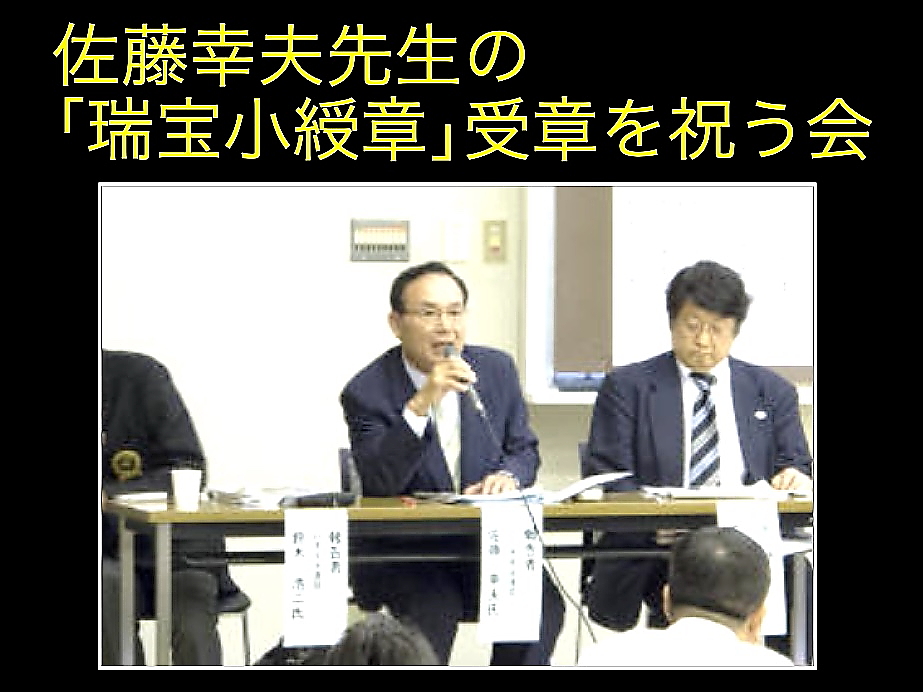 佐藤幸夫先生の
「瑞宝小綬章」受章を祝う会
報告者
鈴木 浩二氏
報告者
佐藤 幸夫氏